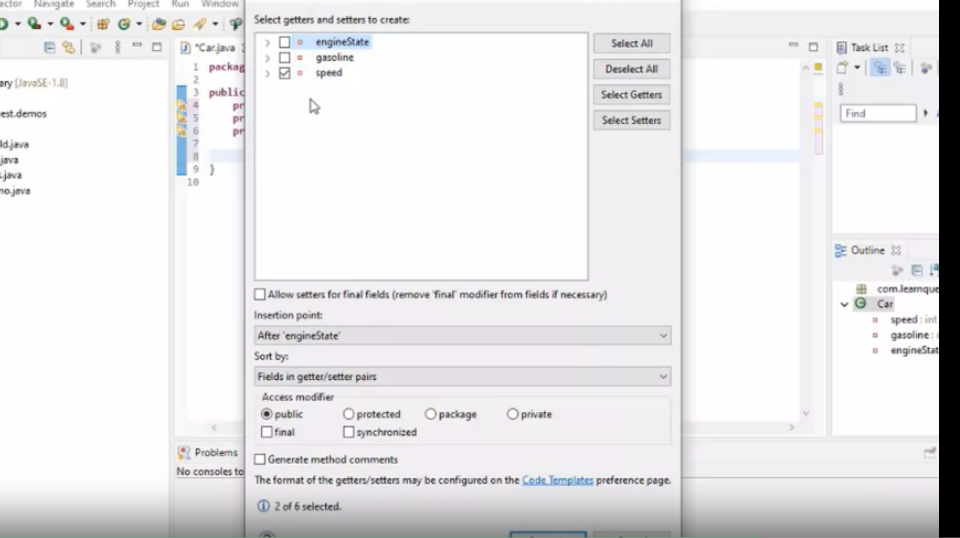 Navigate Search Project Run Window
Select getters and setters to create:
engineState
gasoline
speed
Select All
Deselect All
Select Getters
Select Setters
*Car.java
1 packag
2
3 public
4 pr
5 pr
6 pr
7
8
9 }
10
[JavaSE-1.8]
est.demos
ld.java
.java
s.java
no.java
Task List
Find
Outline
com.learnque
Car
speed : int
gasoline :
engineStat
Allow setters for final fields (remove 'final' modifier from fields if necessary)
Insertion point:
After 'engineState'
Sort by:
Fields in getter/setter pairs
Access modifier
public protected package private
final synchronized
Generate method comments
The format of the getters/setters may be configured on the Code Templates preference page.
2 of 6 selected.
Problems
No consoles to